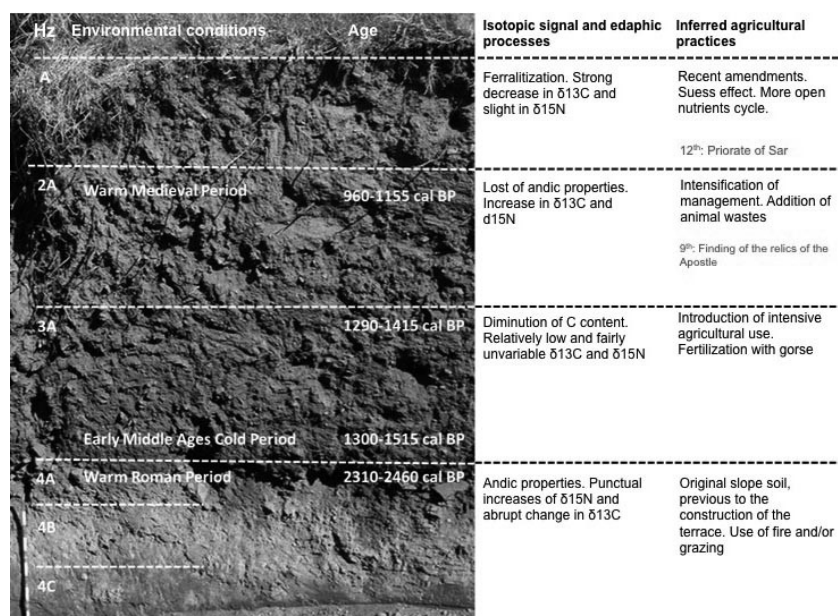 Hz Environmental conditions Age
Isotopic signal and edaphic
processes
Inferred agricultural
practices
A
Ferralitization. Strong
decrease in δ13C and
slight in δ15N
Recent amendments.
Suess effect. More open
nutrients cycle.
12th: Priorate of Sar
2A Warm Medieval Period 960-1155 cal BP
Lost of andic properties.
Increase in δ13C and
d15N
Intensification of
management. Addition of
animal wastes
9th: Finding of the relics of the
Apostle
3A 1290-1415 cal BP
Diminution of C content.
Relatively low and fairly
unvariable δ13C and δ15N
Introduction of intensive
agricultural use.
Fertilization with gorse
Early Middle Ages Cold Period 1300-1515 cal BP
4A Warm Roman Period 2310-2460 cal BP
Andic properties. Punctual
increases of δ15N and
abrupt change in δ13C
Original slope soil,
previous to the
construction of the
terrace. Use of fire and/or
grazing
4B
4C